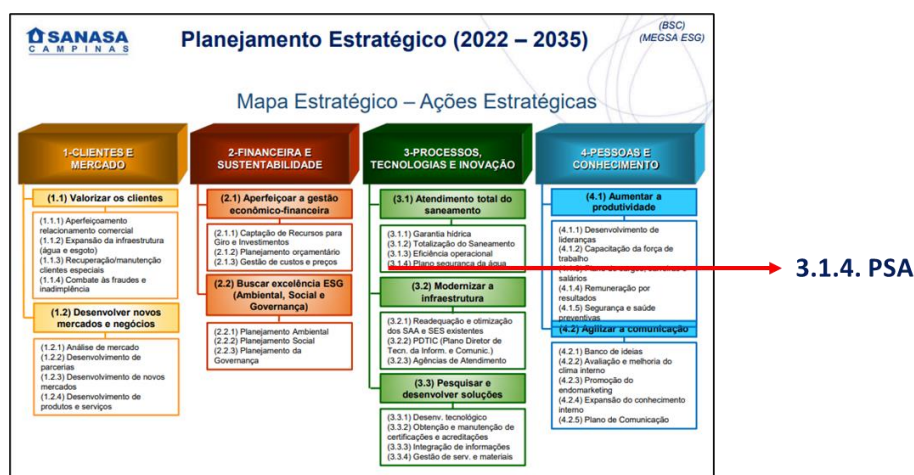 SANASA
CAMPINAS
Planejamento Estratégico (2022 – 2035)
(BSC)
(MEGSA ESG)
Mapa Estratégico – Ações Estratégicas
1-CLIENTES E
MERCADO
(1.1) Valorizar os clientes
(1.1.1) Aperfeiçoamento
relacionamento comercial
(1.1.2) Expansão da infraestrutura
(água e esgoto)
(1.1.3) Recuperação/manutenção
clientes especiais
(1.1.4) Combate às fraudes e
inadimplência
(1.2) Desenvolver novos
mercados e negócios
(1.2.1) Análise de mercado
(1.2.2) Desenvolvimento de
parcerias
(1.2.3) Desenvolvimento de novos
mercados
(1.2.4) Desenvolvimento de
produtos e serviços
2-FINANCEIRA E
SUSTENTABILIDADE
(2.1) Aperfeiçoar a gestão
econômico-financeira
(2.1.1) Captação de Recursos para
Giro e Investimentos
(2.1.2) Planejamento orçamentário
(2.1.3) Gestão de custos e preços
(2.2) Buscar excelência ESG
(Ambiental, Social e
Governança)
(2.2.1) Planejamento Ambiental
(2.2.2) Planejamento Social
(2.2.3) Planejamento da
Governança
3-PROCESSOS,
TECNOLOGIAS E INOVAÇÃO
(3.1) Atendimento total do
saneamento
(3.1.1) Garantia hídrica
(3.1.2) Totalização do Saneamento
(3.1.3) Eficiência operacional
(3.1.4) Plano segurança da água
(3.2) Modernizar a
infraestrutura
(3.2.1) Readequação e otimização
dos SAA e SES existentes
(3.2.2) PDTIC (Plano Diretor de
Tecn. da Inform. e Comunic.)
(3.2.3) Agências de Atendimento
(3.3) Pesquisar e
desenvolver soluções
(3.3.1) Desenv. tecnológico
(3.3.2) Obtenção e manutenção de
certificações e acreditações
(3.3.3) Integração de informações
(3.3.4) Gestão de serv. e materiais
4-PESSOAS E
CONHECIMENTO
(4.1) Aumentar a
produtividade
(4.1.1) Desenvolvimento de
lideranças
(4.1.2) Capacitação da força de
trabalho
salários
(4.1.4) Remuneração por
resultados
(4.1.5) Segurança e saúde
preventivas
(4.2) Agilizar a comunicação
(4.2.1) Banco de ideias
(4.2.2) Avaliação e melhoria do
clima interno
(4.2.3) Promoção do
endomarketing
(4.2.4) Expansão do conhecimento
interno
(4.2.5) Plano de Comunicação
3.1.4. PSA